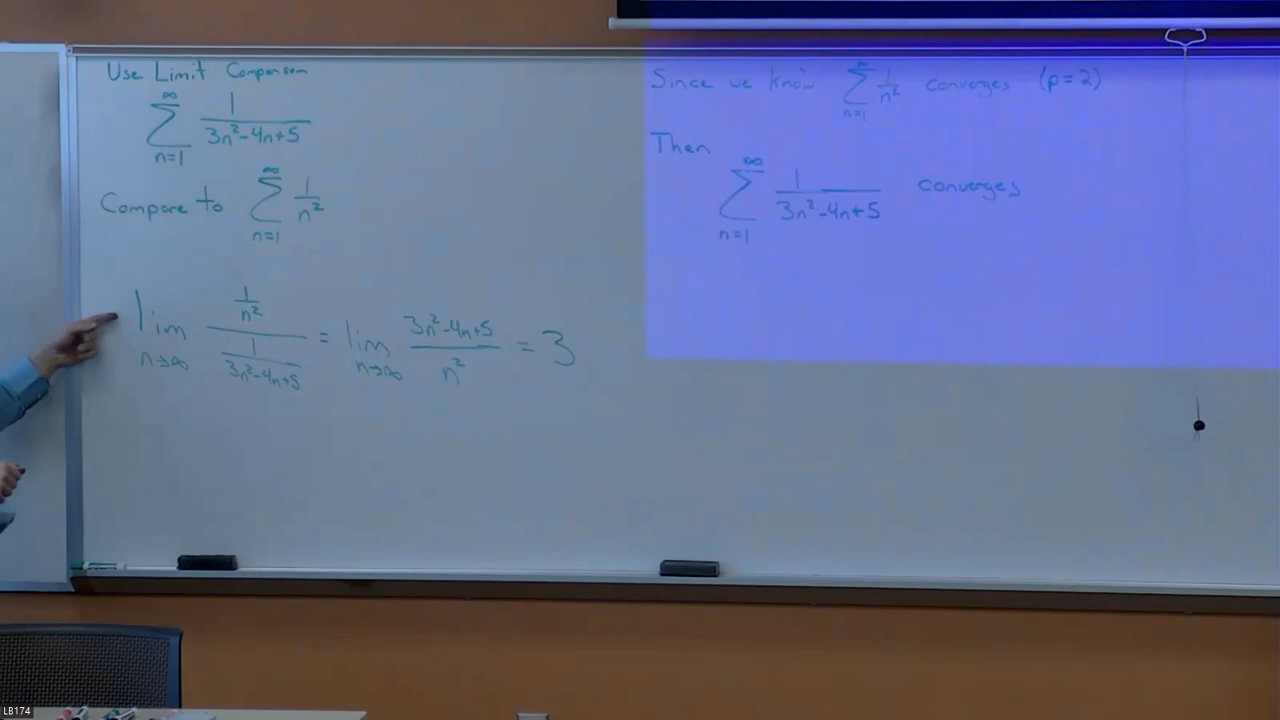 Use Limit Comparison
∞
∑ 1/(3n²-4n+5)
n=1
Compare to ∑ 1/n²
∞
n=1
lim (1/n²)/(1/(3n²-4n+5)) = lim (3n²-4n+5)/n² = 3
n→∞ n→∞
Since we know ∑ 1/n² converges (p=2)
∞
n=1
Then
∞
∑ 1/(3n²-4n+5) converges
n=1
LB174